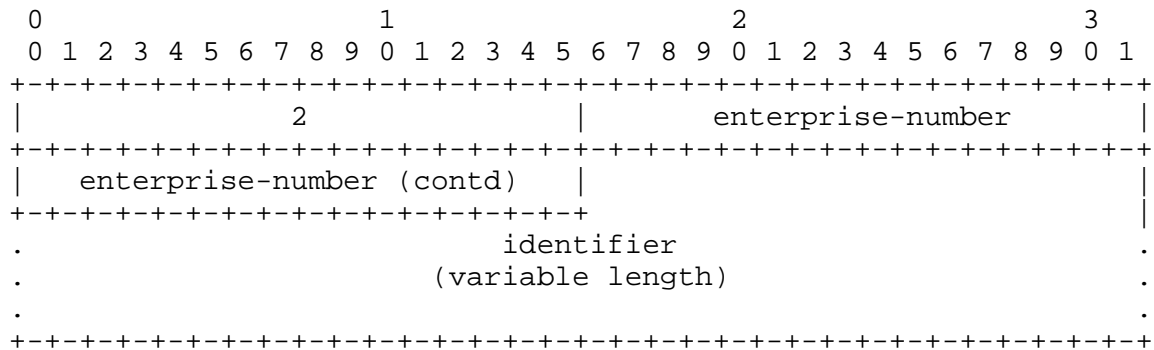 0                   1                   2                   3
 0 1 2 3 4 5 6 7 8 9 0 1 2 3 4 5 6 7 8 9 0 1 2 3 4 5 6 7 8 9 0 1
+-+-+-+-+-+-+-+-+-+-+-+-+-+-+-+-+-+-+-+-+-+-+-+-+-+-+-+-+-+-+-+-+
|               2               |       enterprise-number       |
+-+-+-+-+-+-+-+-+-+-+-+-+-+-+-+-+-+-+-+-+-+-+-+-+-+-+-+-+-+-+-+-+
|   enterprise-number (contd)   |                               |
+-+-+-+-+-+-+-+-+-+-+-+-+-+-+-+-+                               |
.                           identifier                          .
.                       (variable length)                       .
.                                                               .
+-+-+-+-+-+-+-+-+-+-+-+-+-+-+-+-+-+-+-+-+-+-+-+-+-+-+-+-+-+-+-+-+